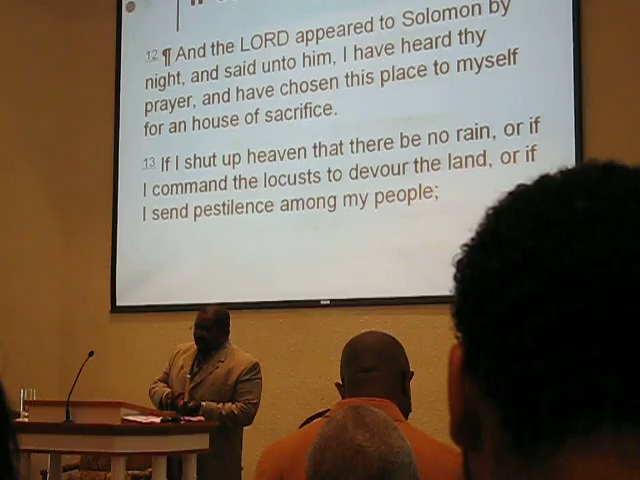 12 ¶ And the LORD appeared to Solomon by
night, and said unto him, I have heard thy
prayer, and have chosen this place to myself
for an house of sacrifice.
13 If I shut up heaven that there be no rain, or if
I command the locusts to devour the land, or if
I send pestilence among my people;